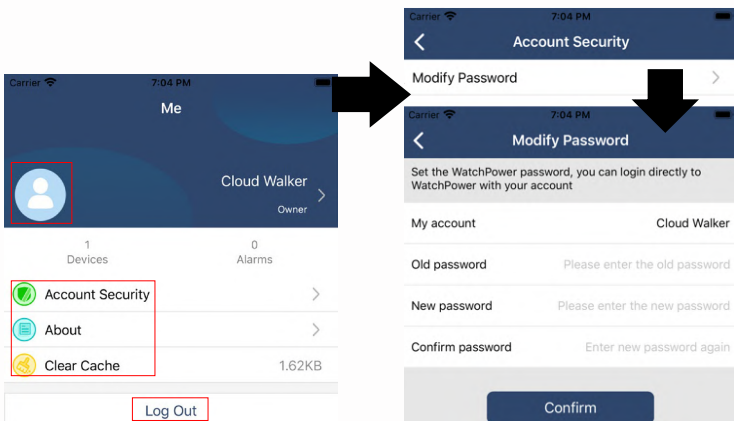 Carrier 7:04 PM
Me
Cloud Walker
Owner
1 0
Devices Alarms
Account Security
About
Clear Cache 1.62KB
Log Out
Carrier 7:04 PM
Account Security
Modify Password
Carrier 7:04 PM
Modify Password
Set the WatchPower password, you can login directly to
WatchPower with your account
My account Cloud Walker
Old password Please enter the old password
New password Please enter the new password
Confirm password Enter new password again
Confirm